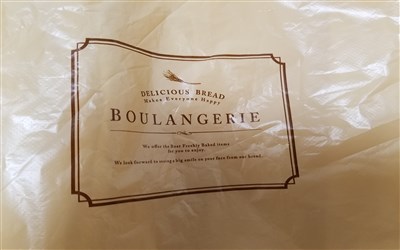 DELICIOUS BREAD
Makes Everyone Happy
BOULANGERIE
We offer the Best Freshly Baked items
for you to enjoy.
We look forward to seeing a big smile on your face from our bread.